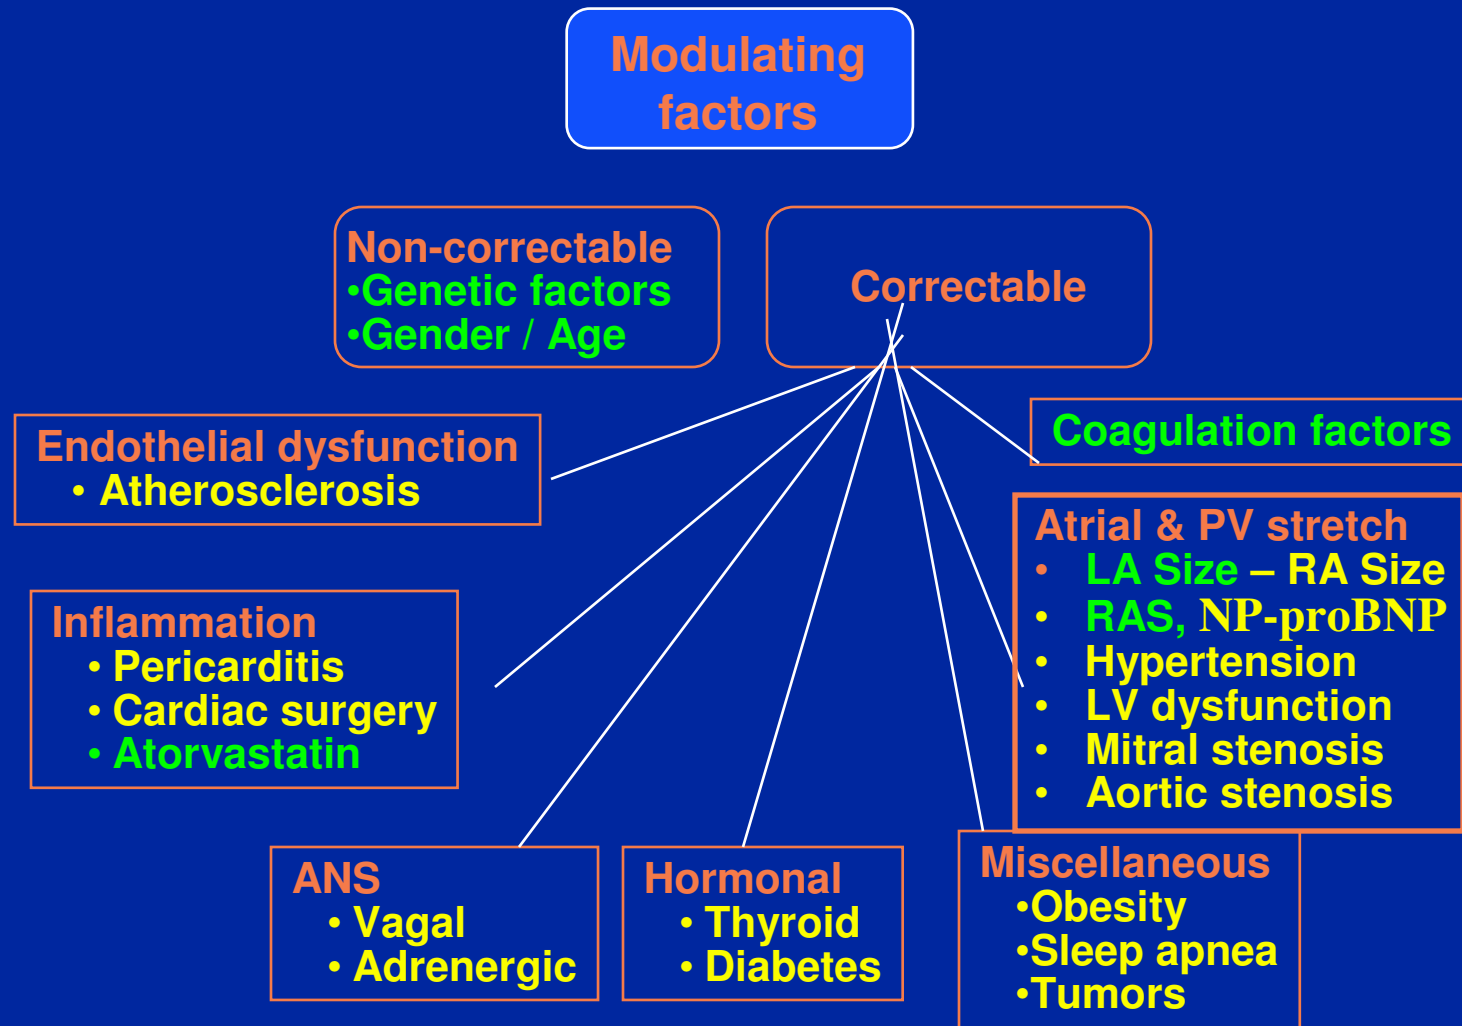 Modulating
factors
Non-correctable
•Genetic factors
•Gender / Age
Correctable
Endothelial dysfunction
• Atherosclerosis
Inflammation
• Pericarditis
• Cardiac surgery
• Atorvastatin
ANS
• Vagal
• Adrenergic
Hormonal
• Thyroid
• Diabetes
Miscellaneous
•Obesity
•Sleep apnea
•Tumors
Coagulation factors
Atrial & PV stretch
• LA Size – RA Size
• RAS, NP-proBNP
• Hypertension
• LV dysfunction
• Mitral stenosis
• Aortic stenosis